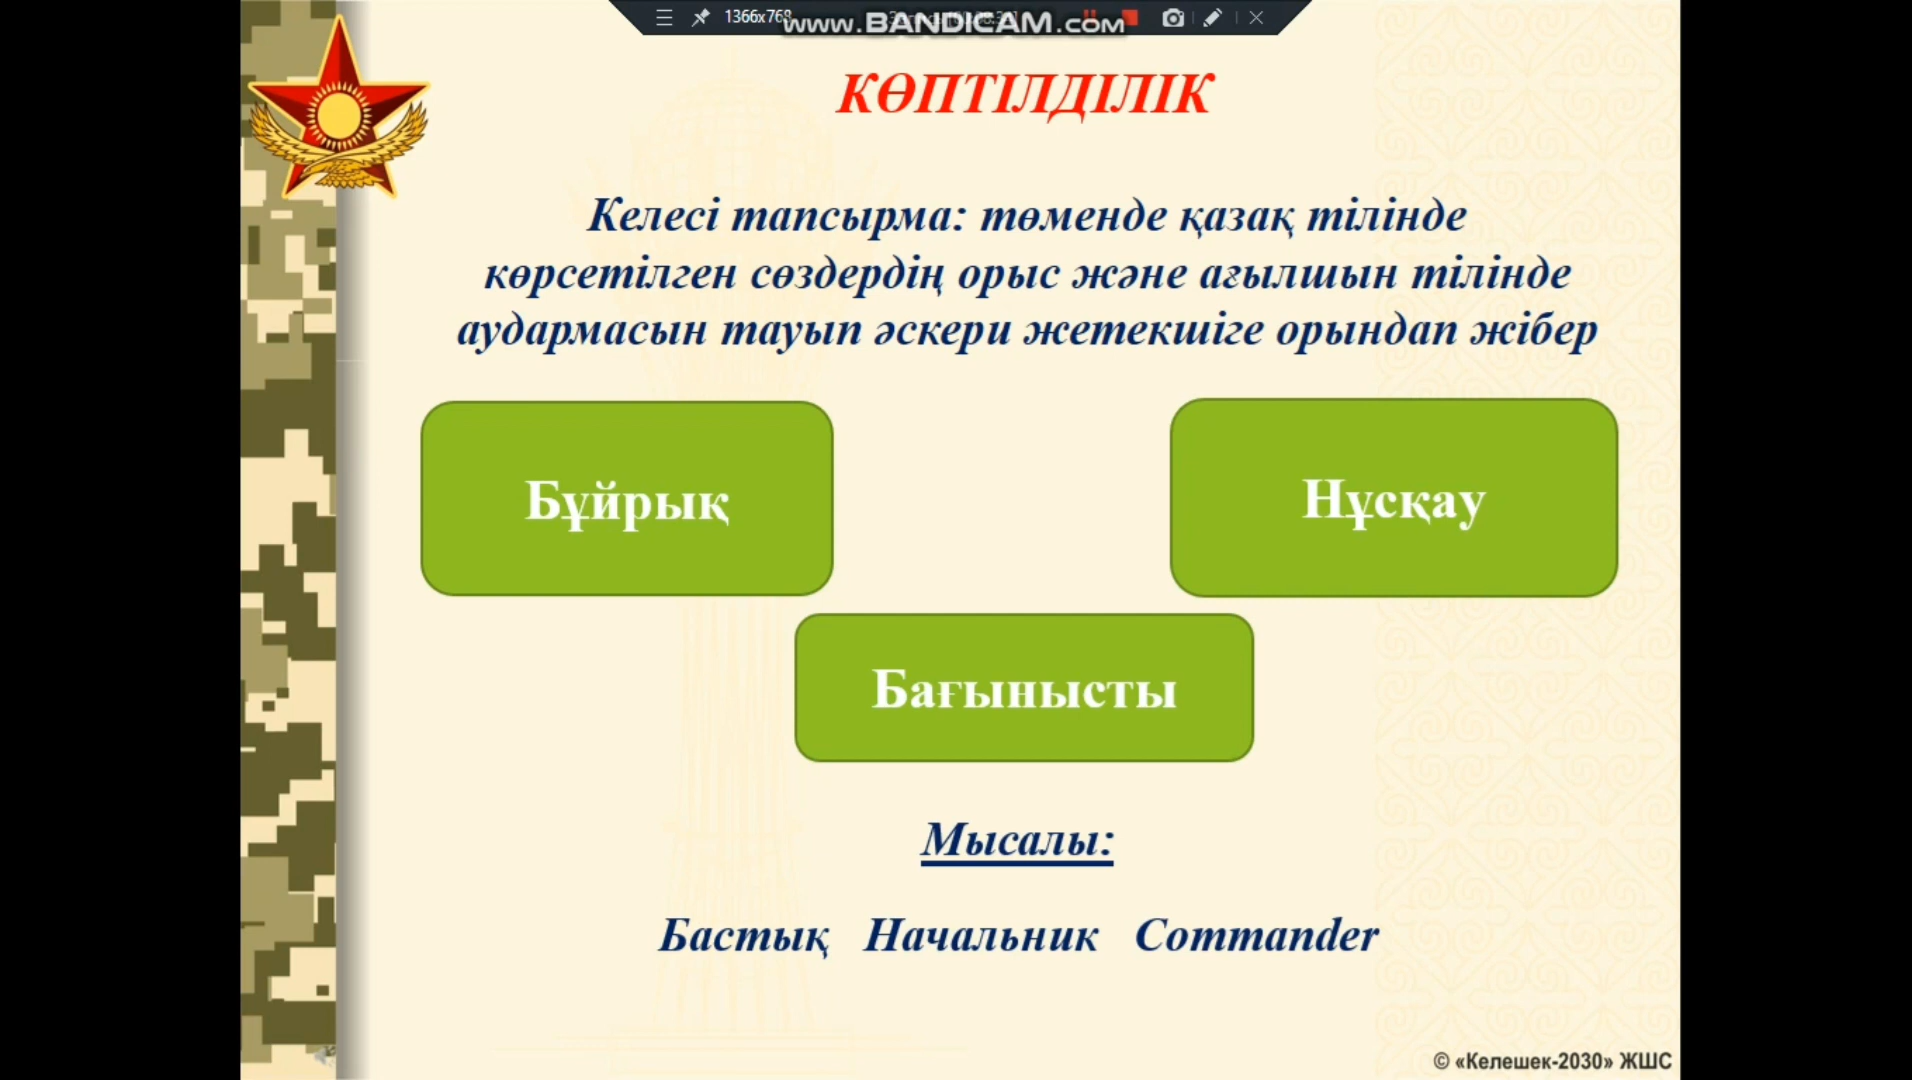 1366x768
www.BANDICAM.com
КӨПТІЛДІЛІК
Келесі тапсырма: төменде қазақ тілінде
көрсетілген сөздердің орыс және ағылшын тілінде
аудармасын тауып әскери жетекшіге орындап жібер
Бұйрық
Нұсқау
Бағынысты
Мысалы:
Бастық Начальник Commander
© «Келешек-2030» ЖШС